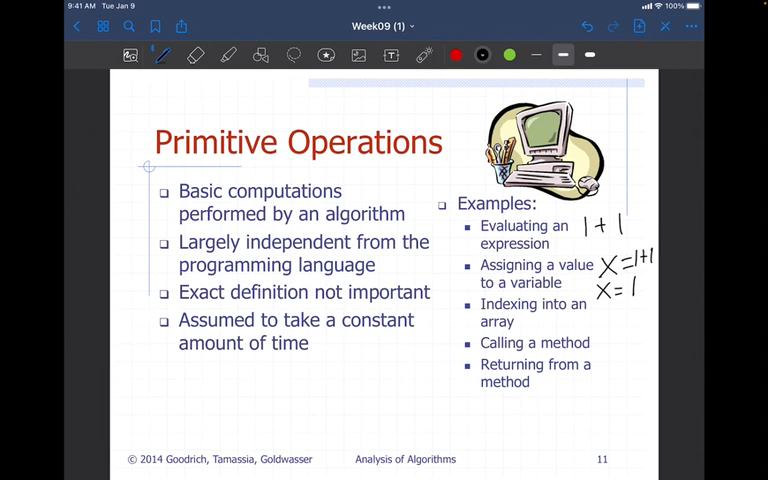 9:41 AM Tue Jan 9
100%
Week09 (1)
Primitive Operations
Basic computations
performed by an algorithm
Largely independent from the
programming language
Exact definition not important
Assumed to take a constant
amount of time
Examples:
Evaluating an
expression
1 + 1
Assigning a value
to a variable
X=1+1
X=1
Indexing into an
array
Calling a method
Returning from a
method
© 2014 Goodrich, Tamassia, Goldwasser
Analysis of Algorithms
11